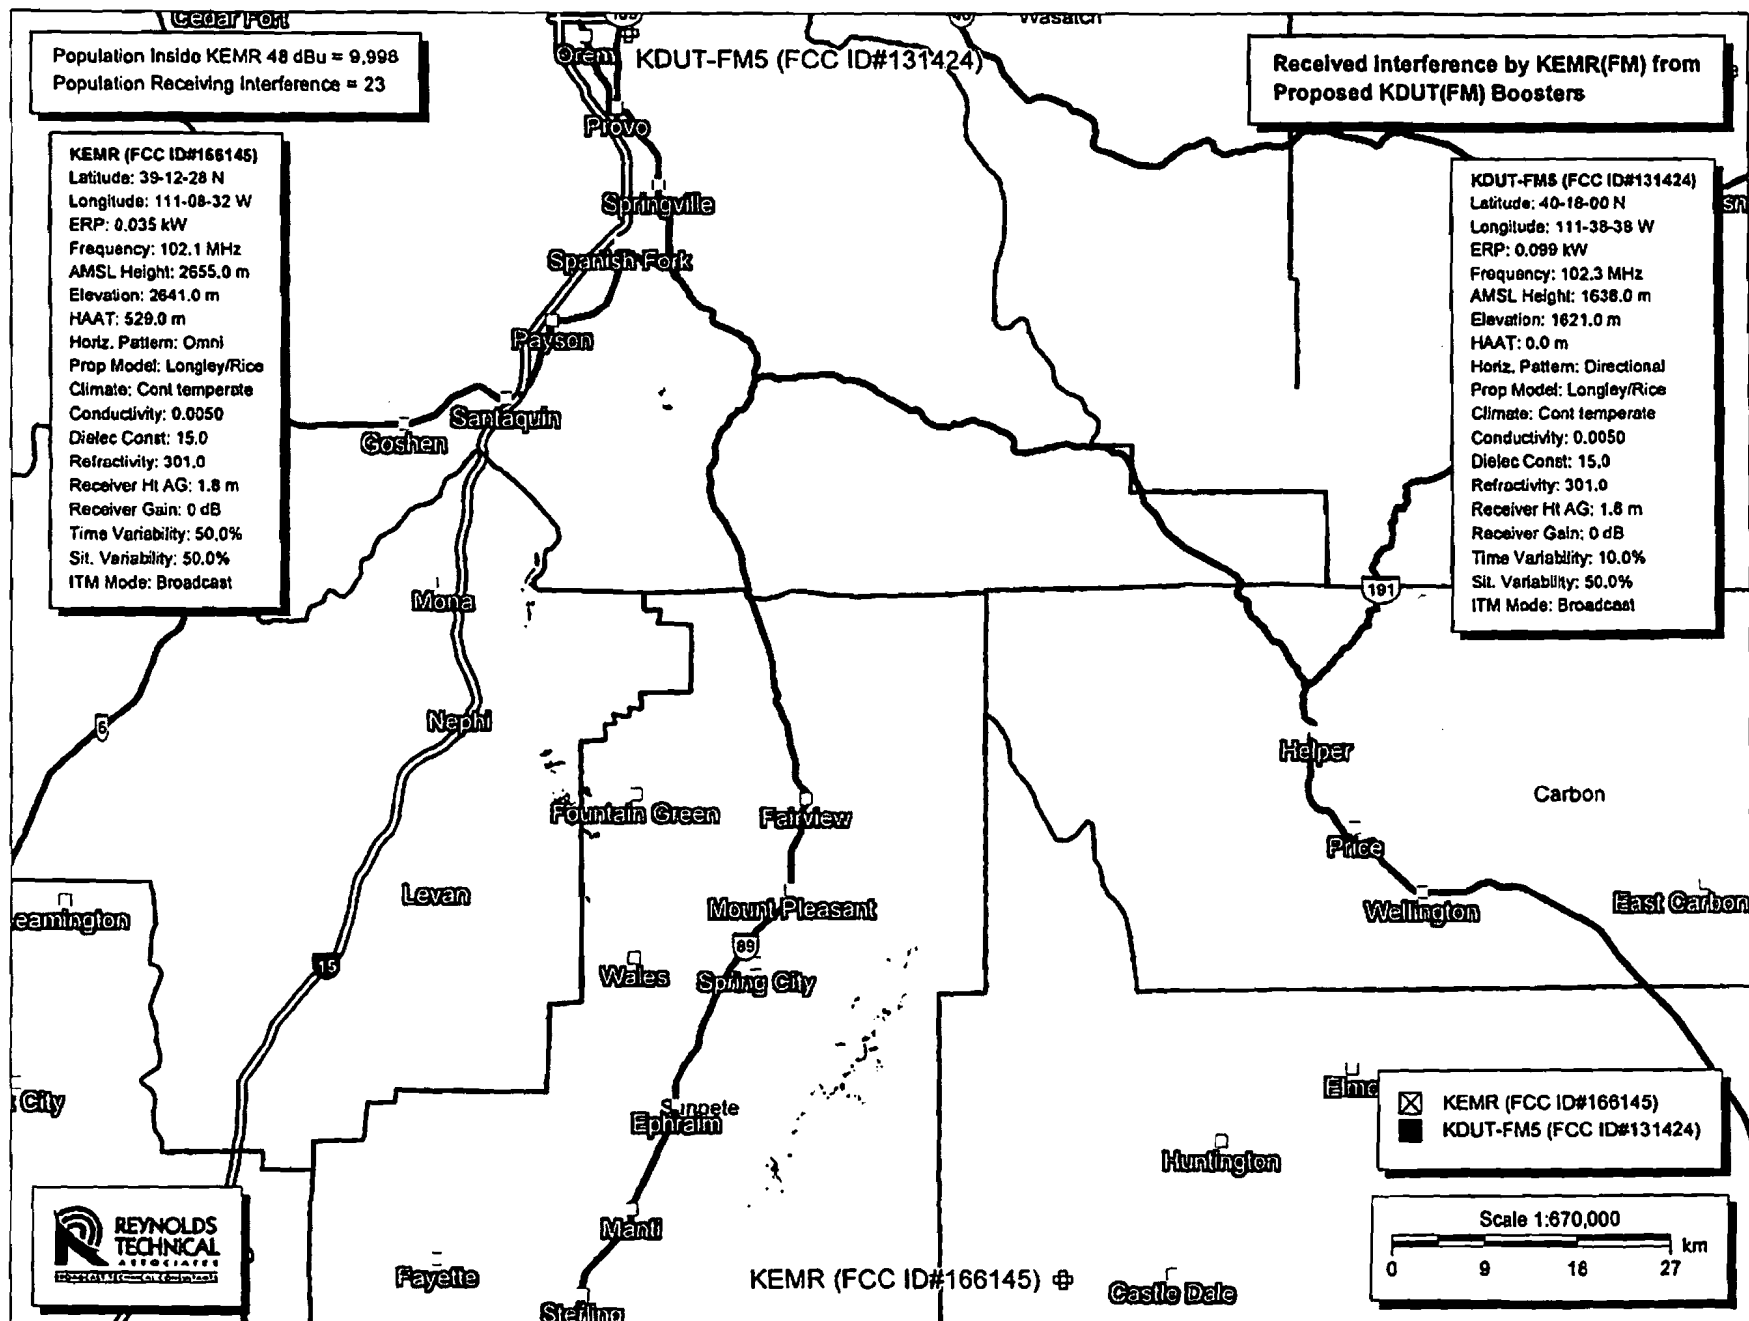 Cedar Fort
Wasatch
Population Inside KEMR 48 dBu = 9,998
Population Receiving Interference = 23
Orem
KDUT-FM5 (FCC ID#131424)
Received Interference by KEMR(FM) from
Proposed KDUT(FM) Boosters
Provo
KEMR (FCC ID#166145)
Latitude: 39-12-28 N
Longitude: 111-08-32 W
ERP: 0.035 kW
Frequency: 102.1 MHz
AMSL Height: 2655.0 m
Elevation: 2641.0 m
HAAT: 529.0 m
Horiz. Pattern: Omni
Prop Model: Longley/Rice
Climate: Cont temperate
Conductivity: 0.0050
Dielec Const: 15.0
Refractivity: 301.0
Receiver Ht AG: 1.8 m
Receiver Gain: 0 dB
Time Variability: 50.0%
Sit. Variability: 50.0%
ITM Mode: Broadcast
KDUT-FM5 (FCC ID#131424)
Latitude: 40-18-00 N
Longitude: 111-38-38 W
ERP: 0.099 kW
Frequency: 102.3 MHz
AMSL Height: 1638.0 m
Elevation: 1621.0 m
HAAT: 0.0 m
Horiz. Pattern: Directional
Prop Model: Longley/Rice
Climate: Cont temperate
Conductivity: 0.0050
Dielec Const: 15.0
Refractivity: 301.0
Receiver Ht AG: 1.8 m
Receiver Gain: 0 dB
Time Variability: 10.0%
Sit. Variability: 50.0%
ITM Mode: Broadcast
Springville
Spanish Fork
Payson
Santaquin
Goshen
191
Mona
Nephi
6
Helper
Carbon
Fountain Green
Fairview
Price
Levan
Mount Pleasant
Wellington
East Carbon
eamington
89
15
Wales
Spring City
City
Elmo
Sanpete
Ephraim
KEMR (FCC ID#166145)
KDUT-FM5 (FCC ID#131424)
Huntington
REYNOLDS
TECHNICAL
ASSOCIATES
BROADCAST TECHNICAL CONSULTANTS
Manti
Scale 1:670,000
km
0 9 18 27
Fayette
KEMR (FCC ID#166145)
Castle Dale
Sterling